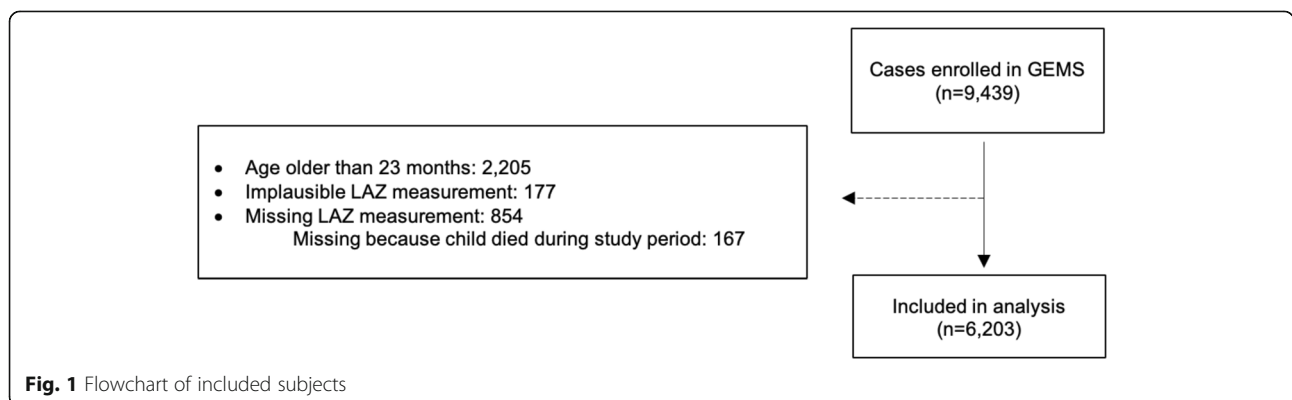 Cases enrolled in GEMS
(n=9,439)
• Age older than 23 months: 2,205
• Implausible LAZ measurement: 177
• Missing LAZ measurement: 854
Missing because child died during study period: 167
Included in analysis
(n=6,203)
Fig. 1 Flowchart of included subjects